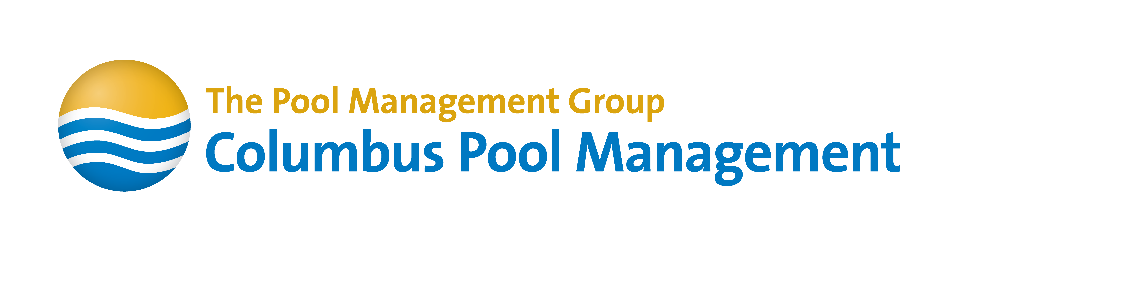 The Pool Management Group
Columbus Pool Management